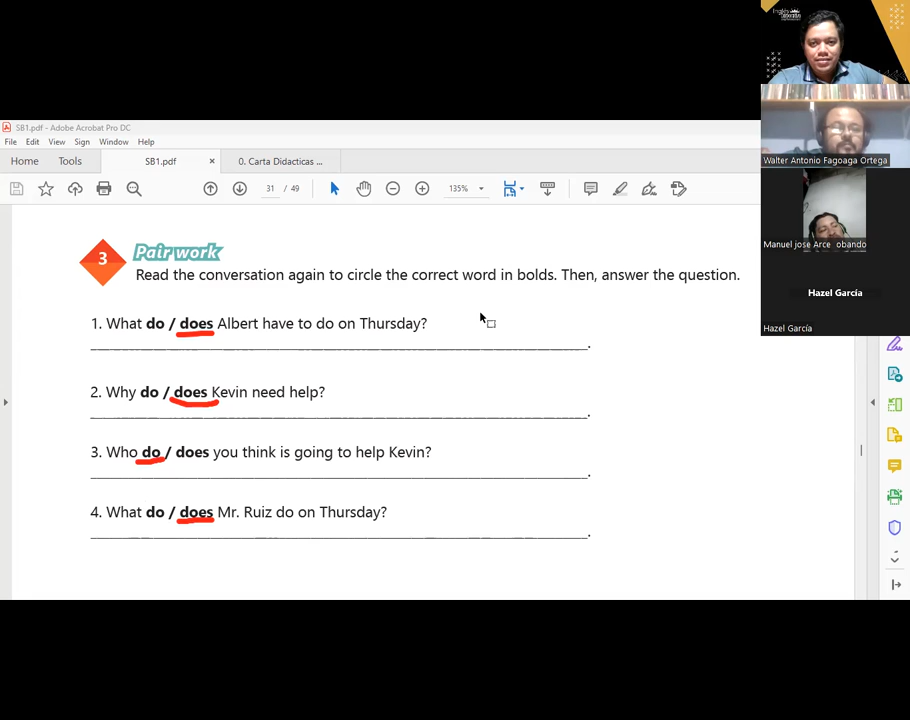 SB1.pdf - Adobe Acrobat Pro DC
File Edit View Sign Window Help
Home Tools SB1.pdf × 0. Carta Didacticas ...
31 / 49 135%
3 Pair work
Read the conversation again to circle the correct word in bolds. Then, answer the question.
1. What do / does Albert have to do on Thursday?
2. Why do / does Kevin need help?
3. Who do / does you think is going to help Kevin?
4. What do / does Mr. Ruiz do on Thursday?
Walter Antonio Fagoaga Ortega
Manuel jose Arce obando
Hazel García
Hazel García